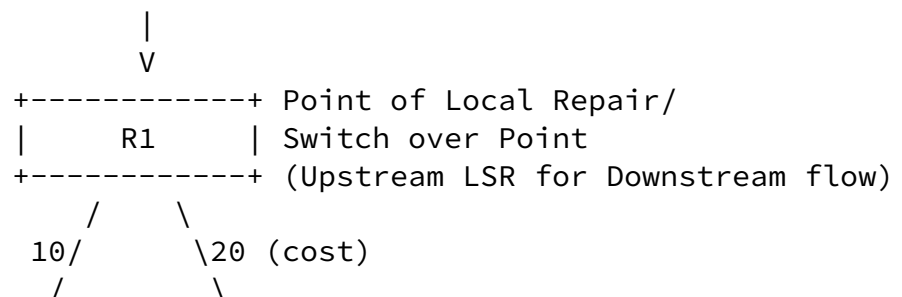 |
V
+------------+ Point of Local Repair/
| R1 | Switch over Point
+------------+ (Upstream LSR for Downstream flow)
/ \
10/ \20 (cost)
/ \